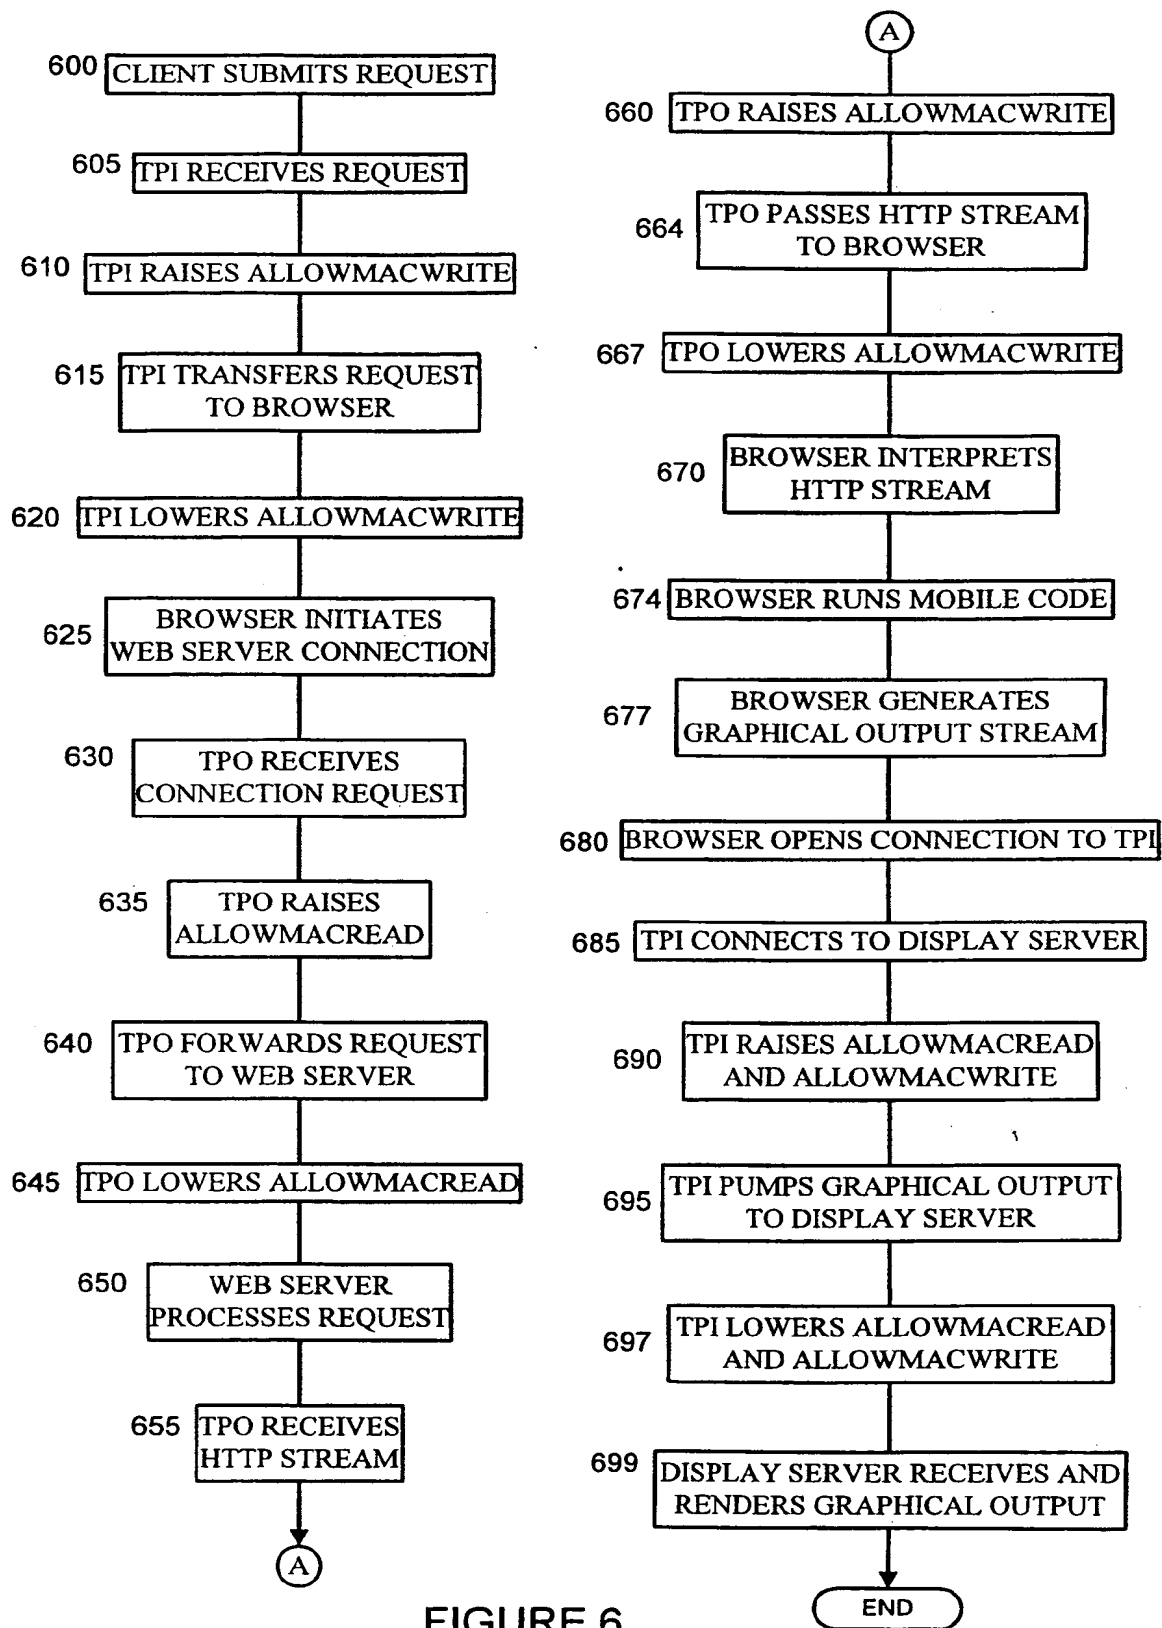 600 CLIENT SUBMITS REQUEST
605 TPI RECEIVES REQUEST
610 TPI RAISES ALLOWMACWRITE
615 TPI TRANSFERS REQUEST
TO BROWSER
620 TPI LOWERS ALLOWMACWRITE
625 BROWSER INITIATES
WEB SERVER CONNECTION
630 TPO RECEIVES
CONNECTION REQUEST
635 TPO RAISES
ALLOWMACREAD
640 TPO FORWARDS REQUEST
TO WEB SERVER
645 TPO LOWERS ALLOWMACREAD
650 WEB SERVER
PROCESSES REQUEST
655 TPO RECEIVES
HTTP STREAM
A
A
660 TPO RAISES ALLOWMACWRITE
664 TPO PASSES HTTP STREAM
TO BROWSER
667 TPO LOWERS ALLOWMACWRITE
670 BROWSER INTERPRETS
HTTP STREAM
674 BROWSER RUNS MOBILE CODE
677 BROWSER GENERATES
GRAPHICAL OUTPUT STREAM
680 BROWSER OPENS CONNECTION TO TPI
685 TPI CONNECTS TO DISPLAY SERVER
690 TPI RAISES ALLOWMACREAD
AND ALLOWMACWRITE
695 TPI PUMPS GRAPHICAL OUTPUT
TO DISPLAY SERVER
697 TPI LOWERS ALLOWMACREAD
AND ALLOWMACWRITE
699 DISPLAY SERVER RECEIVES AND
RENDERS GRAPHICAL OUTPUT
END
FIGURE 6